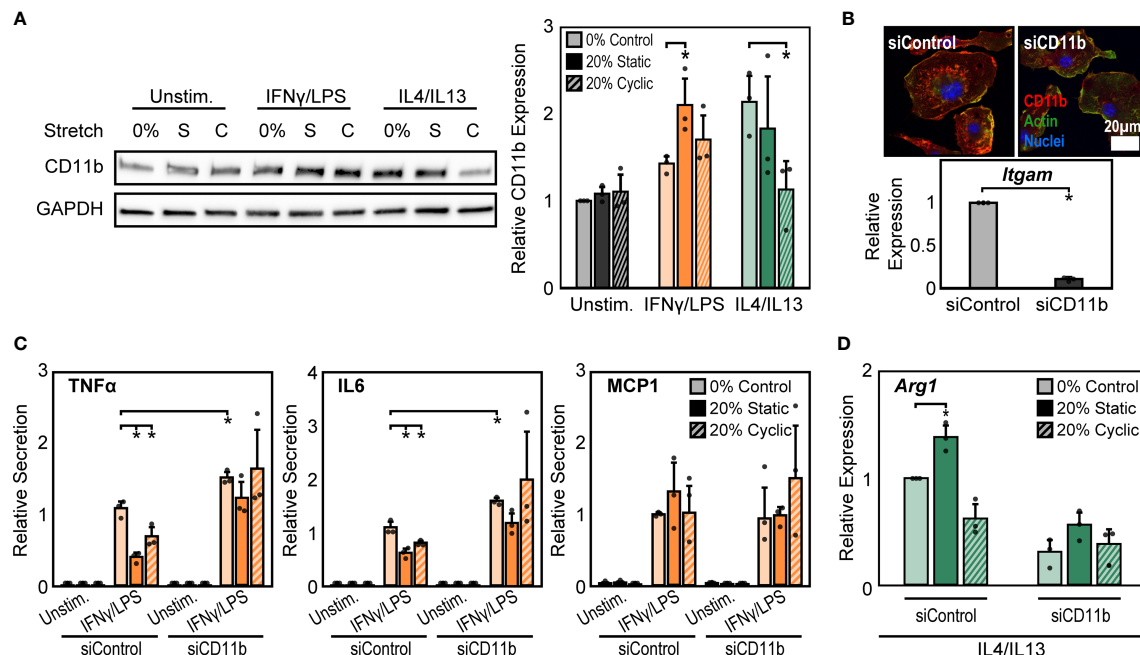 A
Unstim. IFNγ/LPS IL4/IL13
Stretch 0% S C 0% S C 0% S C
CD11b
GAPDH
Relative CD11b Expression
3
2
1
0
0% Control
20% Static
20% Cyclic
* *
Unstim. IFNγ/LPS IL4/IL13
B
siControl siCD11b
CD11b
Actin
Nuclei
20μm
Itgam
*
Relative
Expression
1
0.5
0
siControl siCD11b
C
TNFα
Relative Secretion
3
2
1
0
* * *
Unstim. IFNγ/LPS Unstim. IFNγ/LPS
siControl siCD11b
IL6
Relative Secretion
4
3
2
1
0
* * *
Unstim. IFNγ/LPS Unstim. IFNγ/LPS
siControl siCD11b
MCP1
Relative Secretion
3
2
1
0
0% Control
20% Static
20% Cyclic
Unstim. IFNγ/LPS Unstim. IFNγ/LPS
siControl siCD11b
D
Arg1
Relative Expression
2
1
0
0% Control
20% Static
20% Cyclic
*
siControl siCD11b
IL4/IL13